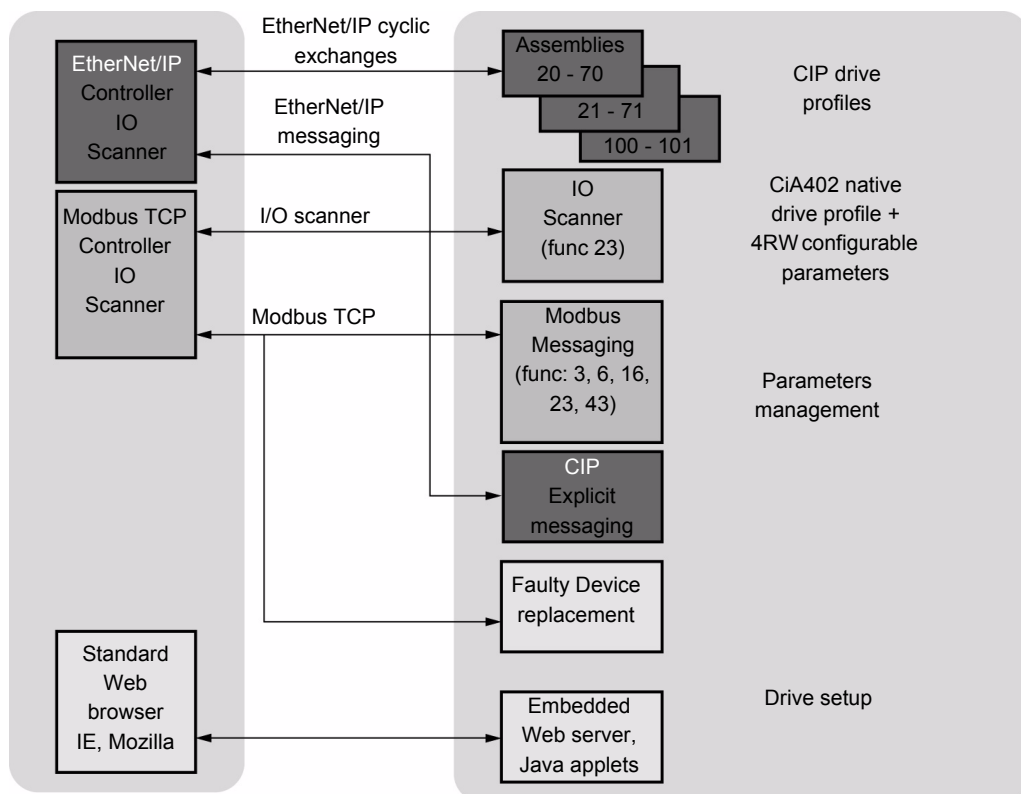 EtherNet/IP cyclic
exchanges
EtherNet/IP
Controller
IO
Scanner
Assemblies
20 - 70
21 - 71
100 - 101
CIP drive
profiles
EtherNet/IP
messaging
Modbus TCP
Controller
IO
Scanner
I/O scanner
IO
Scanner
(func 23)
CiA402 native
drive profile +
4RW configurable
parameters
Modbus TCP
Modbus
Messaging
(func: 3, 6, 16,
23, 43)
Parameters
management
CIP
Explicit
messaging
Faulty Device
replacement
Standard
Web
browser
IE, Mozilla
Embedded
Web server,
Java applets
Drive setup